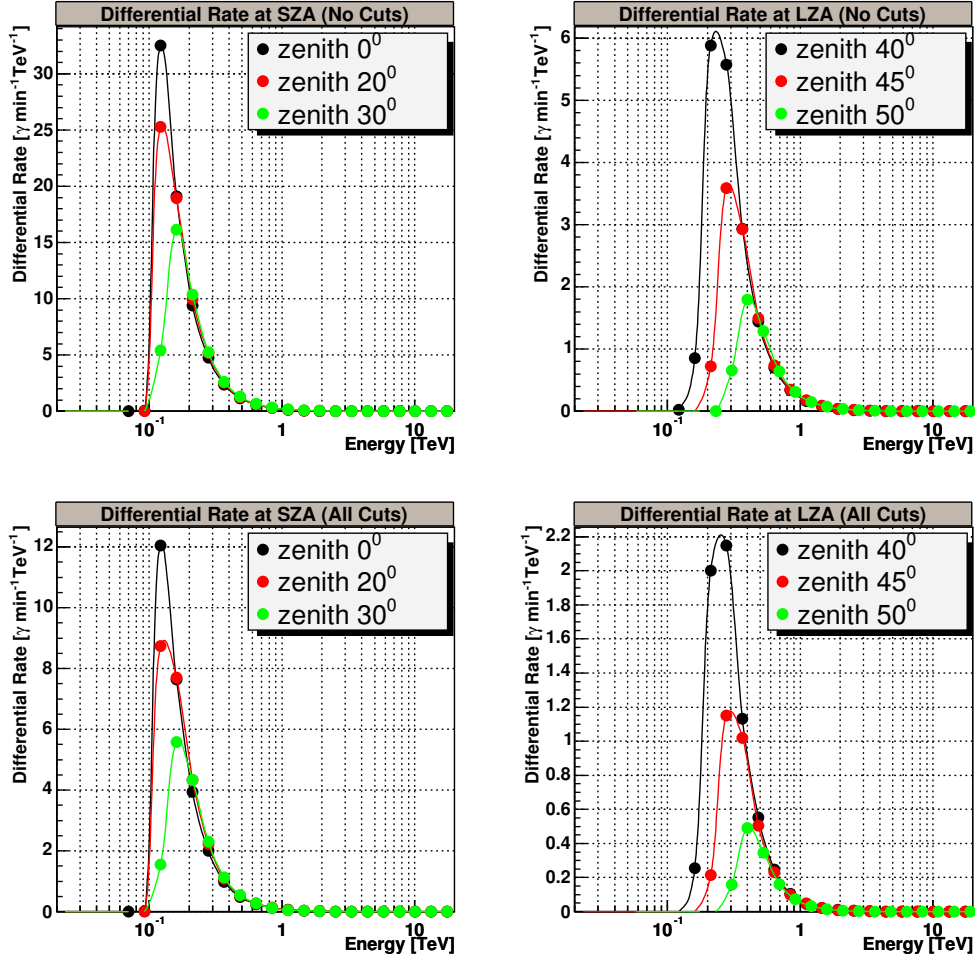 Differential Rate at SZA (No Cuts)
Differential Rate [γ min⁻¹TeV⁻¹]
30
25
20
15
10
5
0
zenith 0⁰
zenith 20⁰
zenith 30⁰
10⁻¹
1
10
Energy [TeV]
Differential Rate at LZA (No Cuts)
Differential Rate [γ min⁻¹TeV⁻¹]
6
5
4
3
2
1
0
zenith 40⁰
zenith 45⁰
zenith 50⁰
10⁻¹
1
10
Energy [TeV]
Differential Rate at SZA (All Cuts)
Differential Rate [γ min⁻¹TeV⁻¹]
12
10
8
6
4
2
0
zenith 0⁰
zenith 20⁰
zenith 30⁰
10⁻¹
1
10
Energy [TeV]
Differential Rate at LZA (All Cuts)
Differential Rate [γ min⁻¹TeV⁻¹]
2.2
2
1.8
1.6
1.4
1.2
1
0.8
0.6
0.4
0.2
0
zenith 40⁰
zenith 45⁰
zenith 50⁰
10⁻¹
1
10
Energy [TeV]